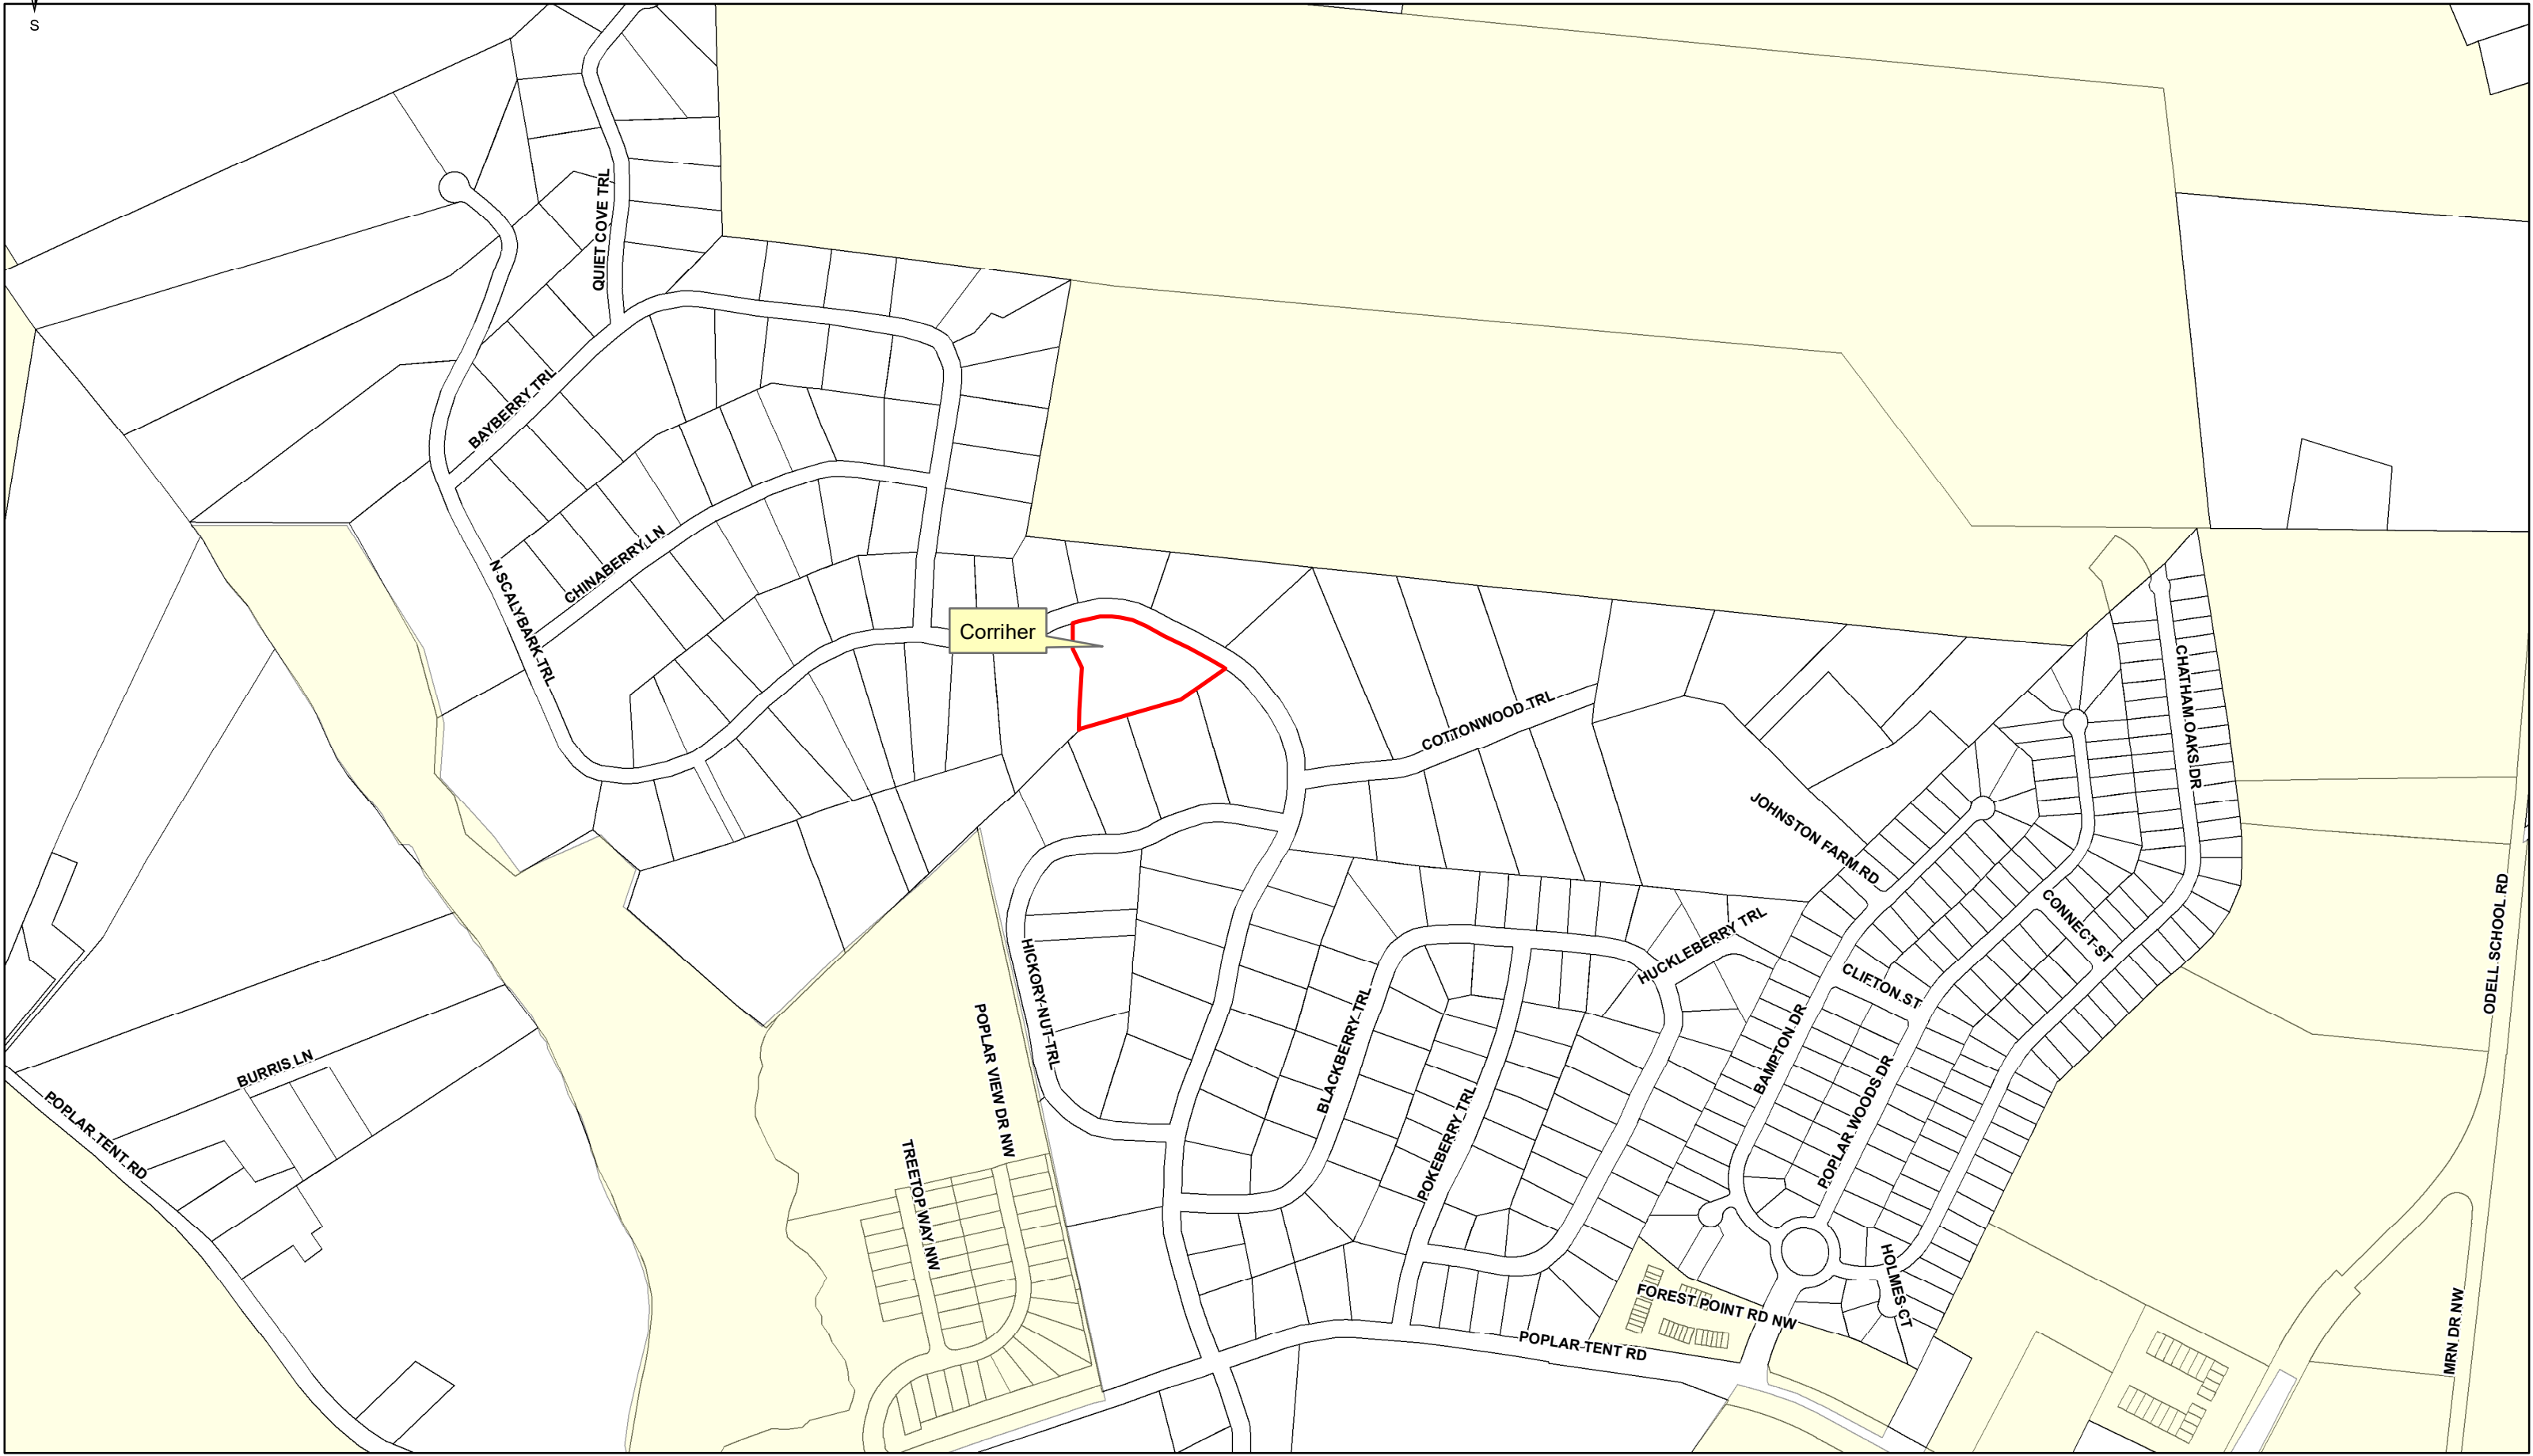 S
QUIET COVE TRL
BAYBERRY TRL
CHINABERRY LN
N SCALYBARK TRL
Corriher
COTTONWOOD TRL
CHATHAM OAKS DR
JOHNSTON FARM RD
CONNECT ST
ODELL SCHOOL RD
HUCKLEBERRY TRL
CLIFTON ST
HICKORY NUT TRL
BAMPTON DR
BLACKBERRY TRL
POPLAR VIEW DR NW
BURRIS LN
POPLAR WOODS DR
POKEBERRY TRL
POPLAR TENT RD
TREETOP WAY NW
HOLMES CT
FOREST POINT RD NW
MRN DR NW
POPLAR TENT RD